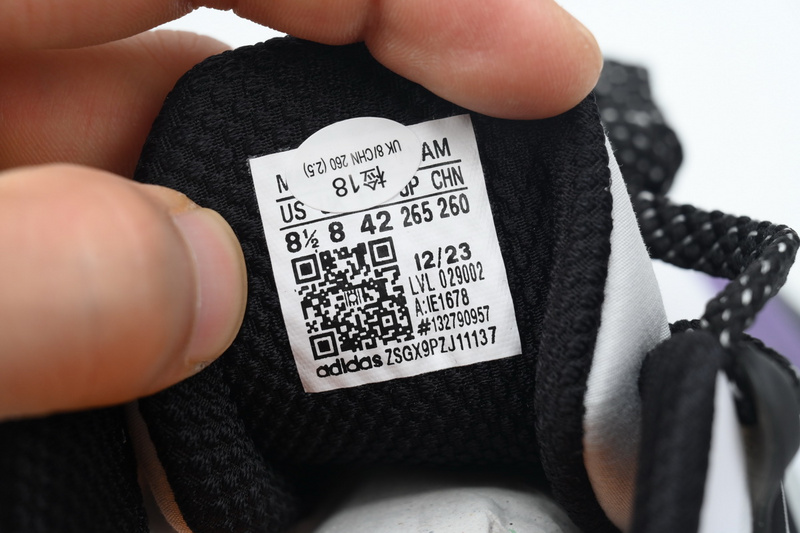 UK 8/CHN 260 (2.5)
检18
AM
US JP CHN
8½ 8 42 265 260
12/23
LVL 029002
A:IE1678
#132790957
adidas ZSGX9PZJ11137